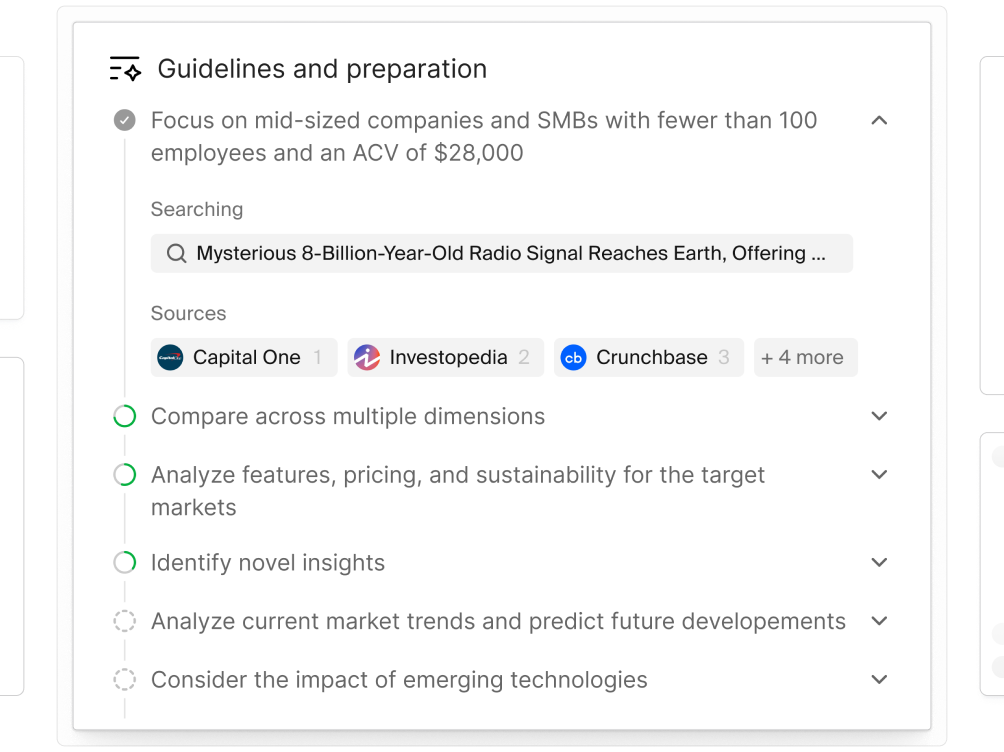 Guidelines and preparation
Focus on mid-sized companies and SMBs with fewer than 100
employees and an ACV of $28,000
Searching
Mysterious 8-Billion-Year-Old Radio Signal Reaches Earth, Offering ...
Sources
Capital One 1 Investopedia 2 cb Crunchbase 3 + 4 more
Compare across multiple dimensions
Analyze features, pricing, and sustainability for the target
markets
Identify novel insights
Analyze current market trends and predict future developements
Consider the impact of emerging technologies